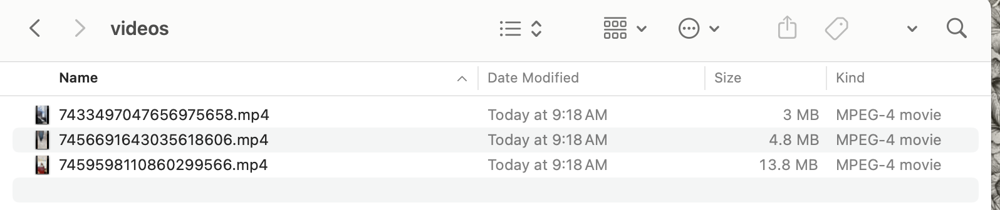 videos
Name Date Modified Size Kind
7433497047656975658.mp4 Today at 9:18 AM 3 MB MPEG-4 movie
7456691643035618606.mp4 Today at 9:18 AM 4.8 MB MPEG-4 movie
7459598110860299566.mp4 Today at 9:18 AM 13.8 MB MPEG-4 movie